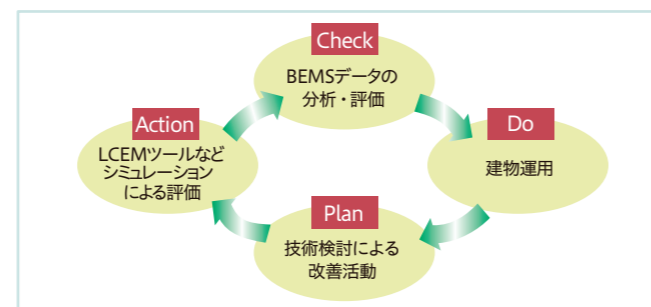 Check
BEMSデータの
分析・評価
Action
LCEMツールなど
シミュレーション
による評価
Do
建物運用
Plan
技術検討による
改善活動